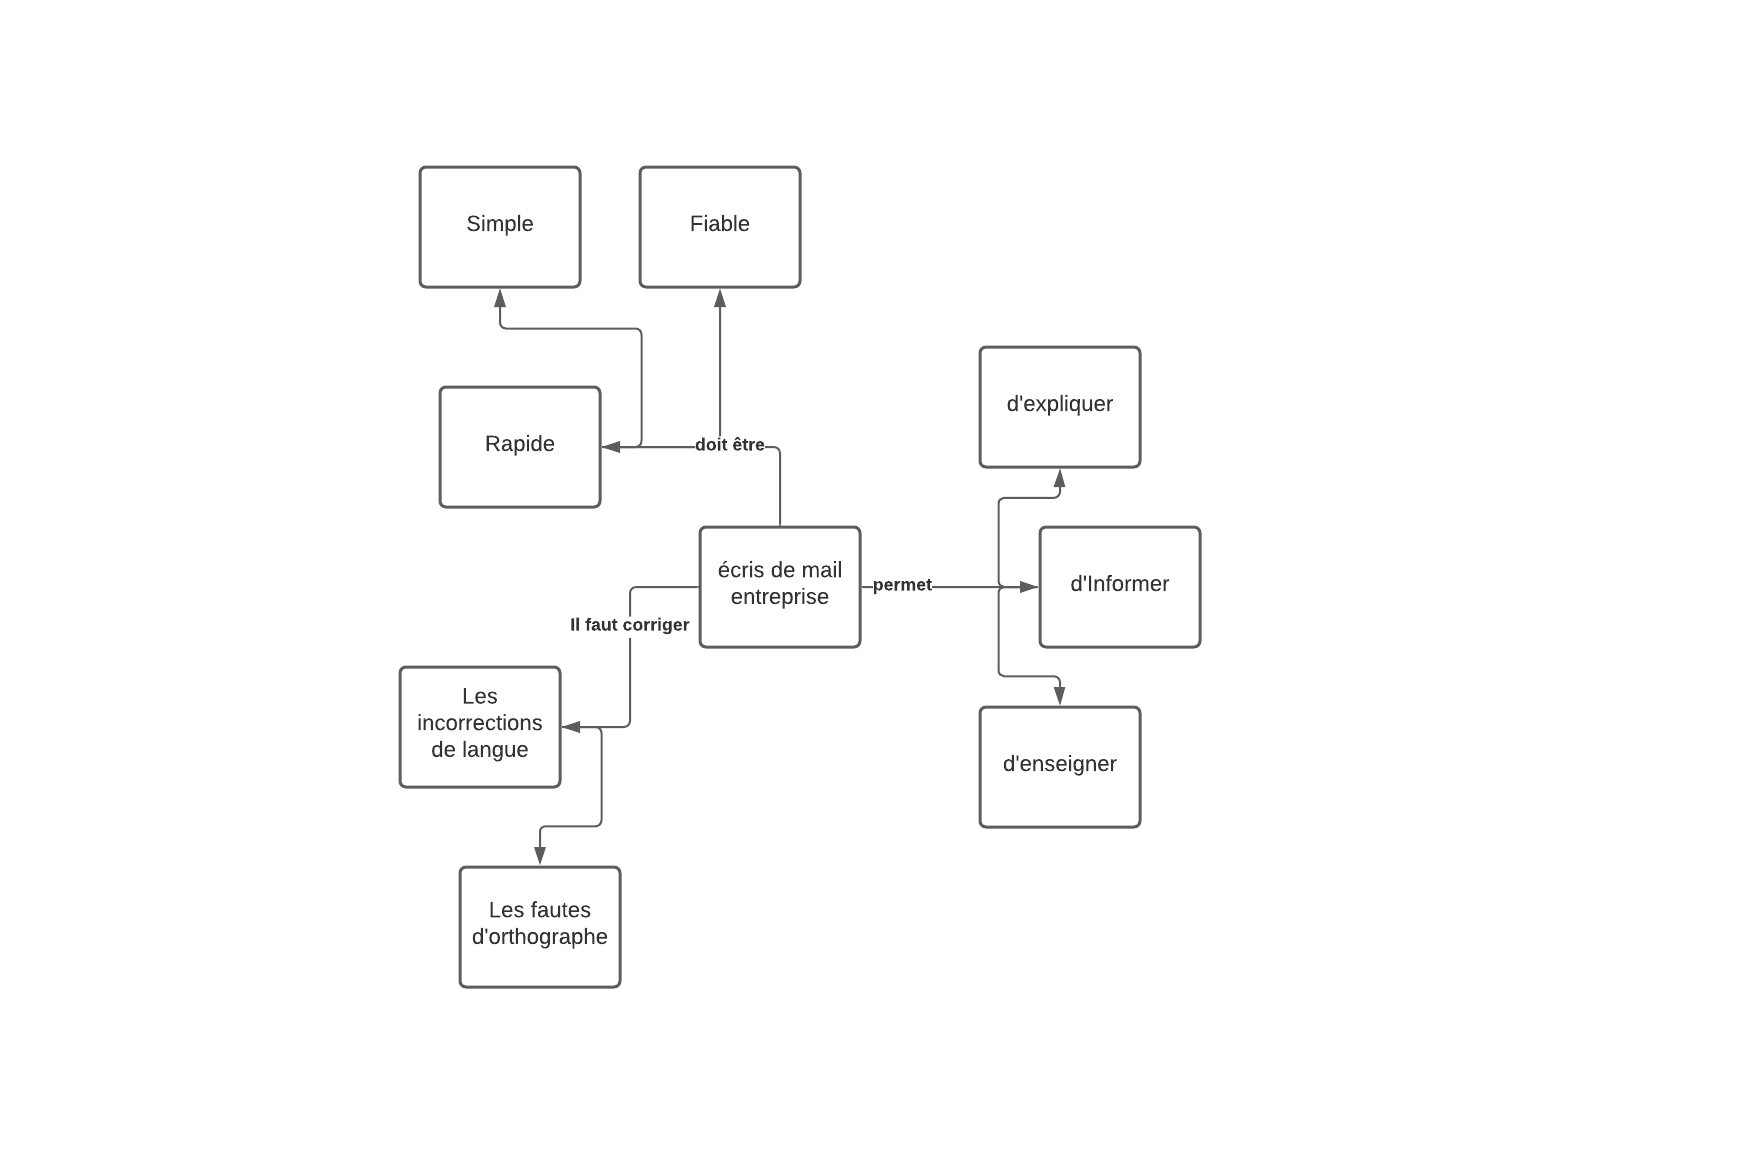 Simple
Fiable
d'expliquer
Rapide
doit être
écris de mail
entreprise
permet
d'Informer
Il faut corriger
Les
incorrections
de langue
d'enseigner
Les fautes
d'orthographe